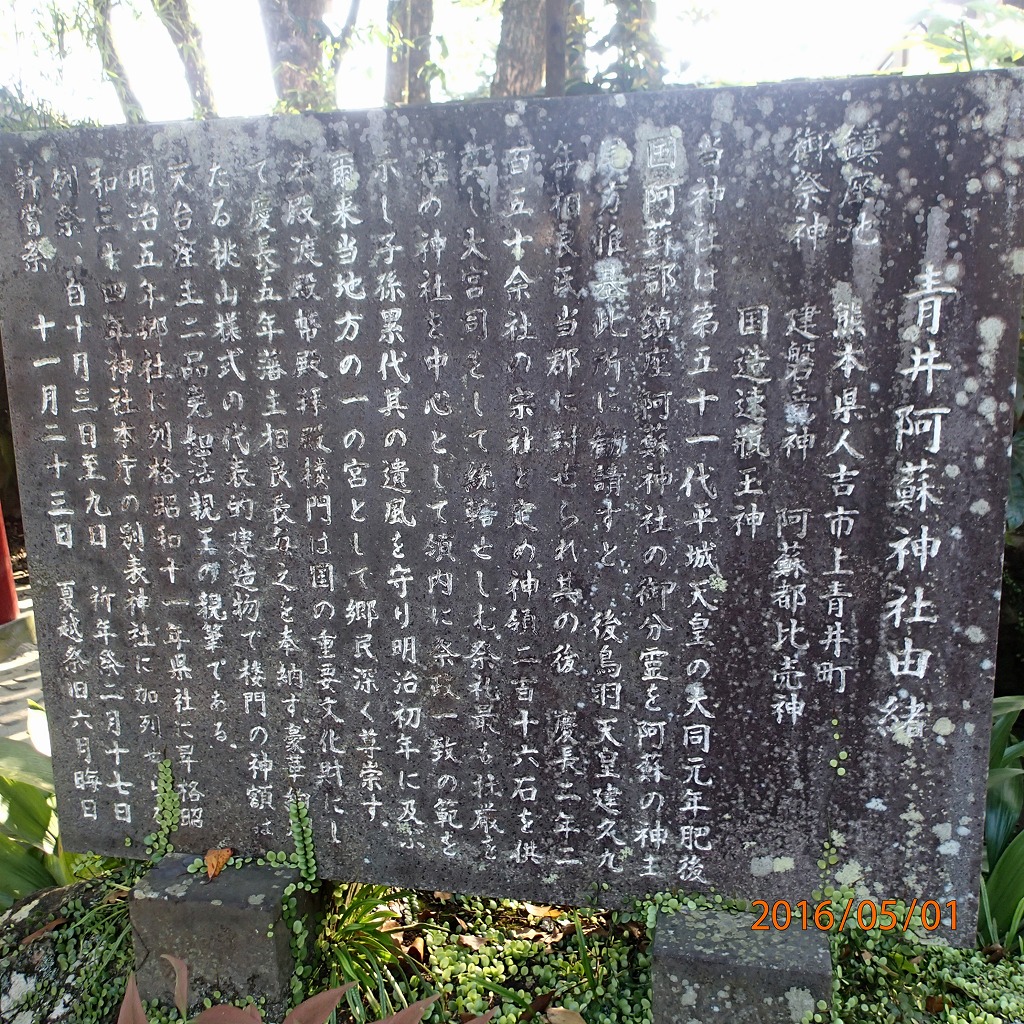 青井阿蘇神社由緒
鎮座地 熊本県人吉市上青井町
御祭神 建磐龍神 阿蘇都比売神
国造速瓶玉神
当神社は第五十一代平城天皇の大同元年肥後
国阿蘇郡鎮座阿蘇神社の御分霊を阿蘇の神主
尾方惟基此所に勧請すと、後鳥羽天皇建久九
年相良氏当郡に封せられ其の後 慶長二年二
百五十余社の宗社と定め神領二百十六石を供
し大宮司をして統轄せしむ、祭礼最も荘厳を
極め神社を中心として領内に祭政一致の範を
示し子孫累代其の遺風を守り明治初年に及ふ
爾来当地方の一の宮として郷民深く尊崇す。
本殿渡殿幣殿拝殿楼門は国の重要文化財にし
て慶長五年藩主相良長毎之を奉納す、豪華
たる桃山様式の代表的建造物で楼門の神額は
天台座主二品堯智法親王の親筆である。
明治五年郷社に列格昭和十一年県社に昇格昭
和三十四年神社本庁の別表神社に加列せ
例祭、自十月三日至九日 祈年祭二月十七日
新嘗祭 十一月二十三日 夏越祭旧六月晦日
2016/05/01